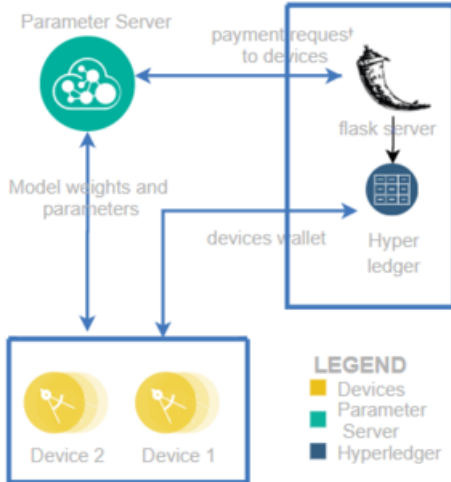 Parameter Server
payment request
to devices
flask server
Model weights and
parameters
devices wallet
Hyper
ledger
Device 2
Device 1
LEGEND
Devices
Parameter
Server
Hyperledger